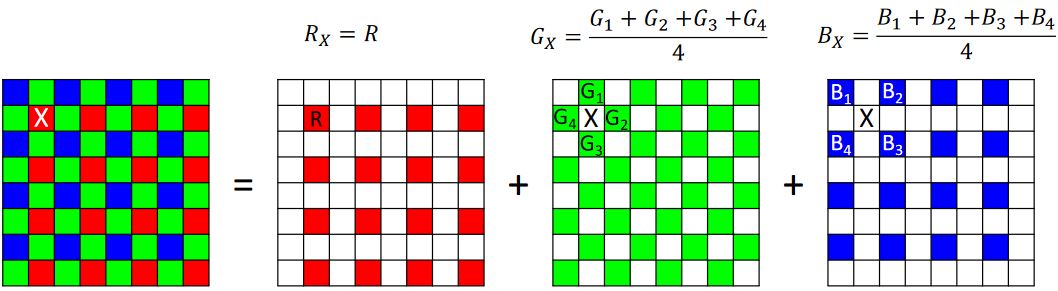 R_X = R
G_X = \frac{G_1 + G_2 + G_3 + G_4}{4}
B_X = \frac{B_1 + B_2 + B_3 + B_4}{4}
X
=
R
+
G_1
G_4 X G_2
G_3
+
B_1 B_2
X
B_4 B_3